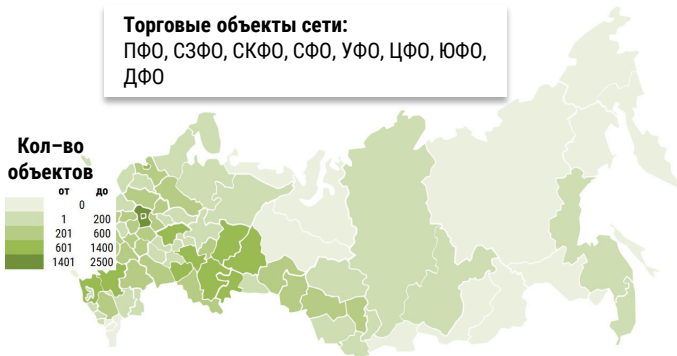 Торговые объекты сети:
ПФО, СЗФО, СКФО, СФО, УФО, ЦФО, ЮФО,
ДФО
Кол-во
объектов
от до
0
1 200
201 600
601 1400
1401 2500